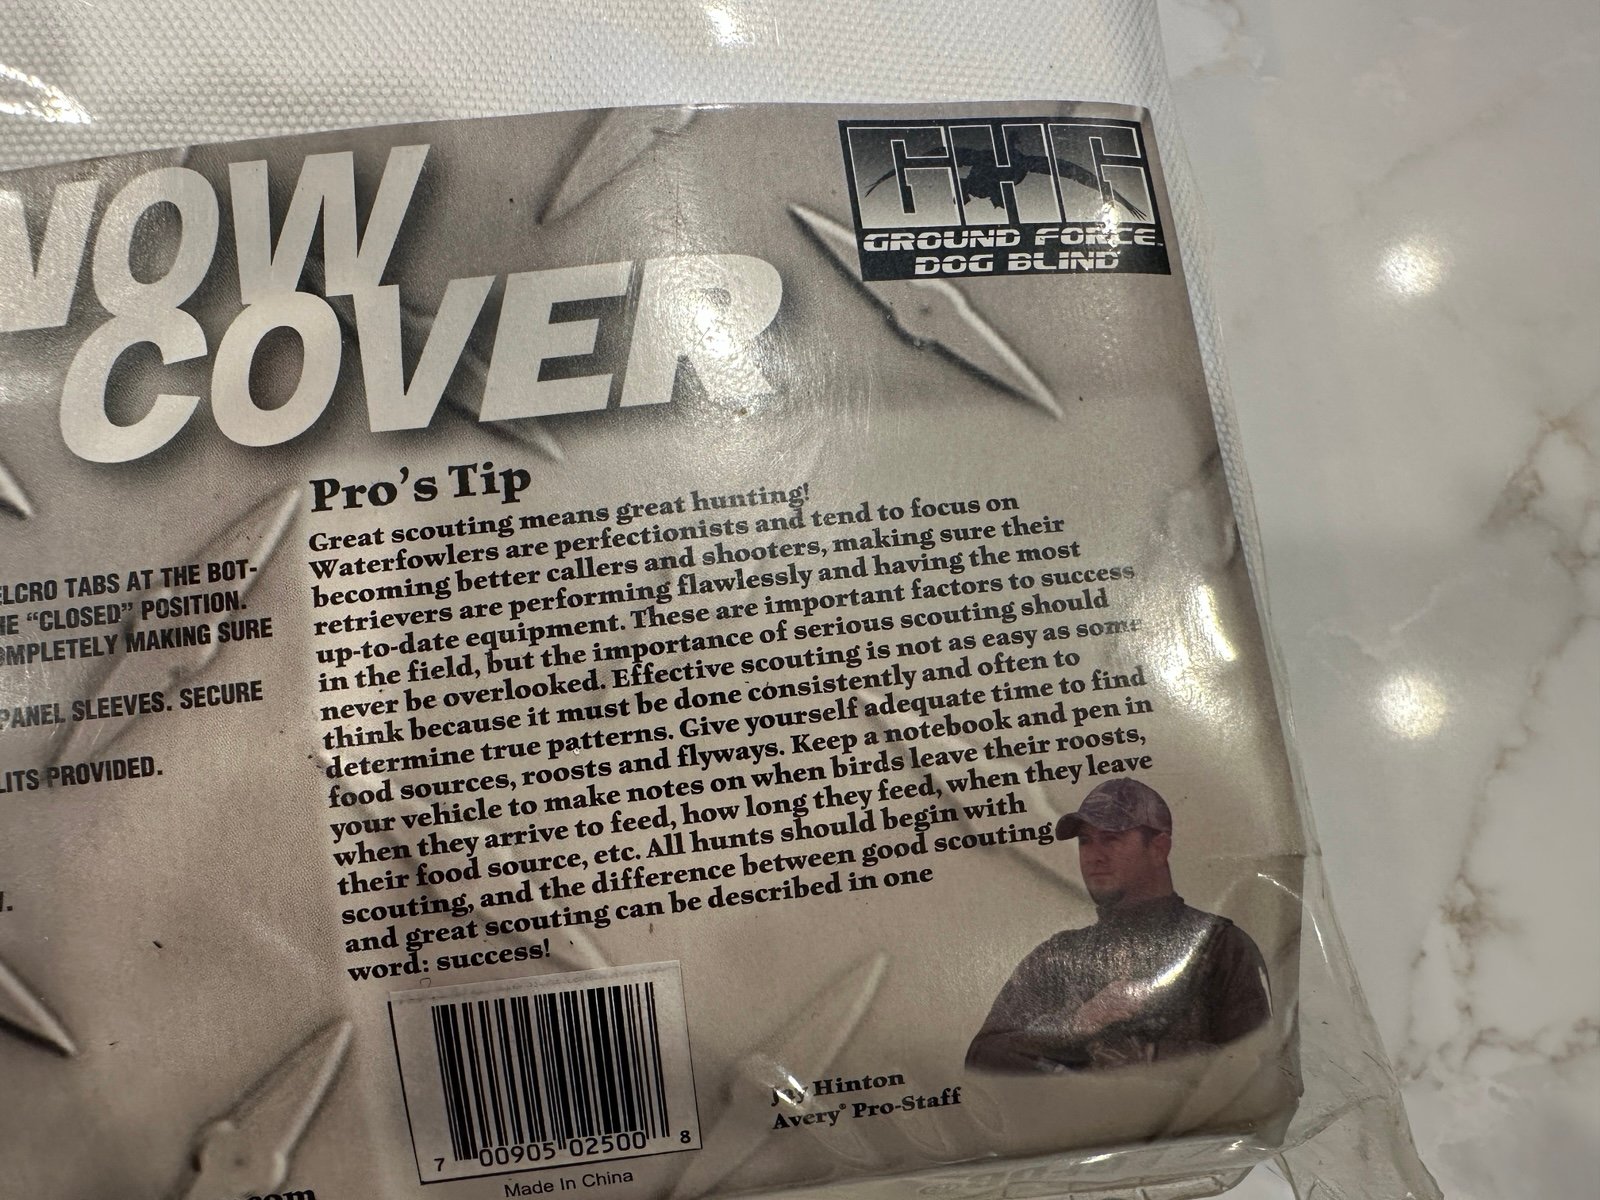 NOW
COVER
GHG
GROUND FORCE
DOG BLIND
ELCRO TABS AT THE BOT-
HE "CLOSED" POSITION.
OMPLETELY MAKING SURE
PANEL SLEEVES. SECURE
LITS PROVIDED.
Pro's Tip
Great scouting means great hunting!
Waterfowlers are perfectionists and tend to focus on
becoming better callers and shooters, making sure their
retrievers are performing flawlessly and having the most
up-to-date equipment. These are important factors to success
in the field, but the importance of serious scouting should
never be overlooked. Effective scouting is not as easy as some
think because it must be done consistently and often to
determine true patterns. Give yourself adequate time to find
food sources, roosts and flyways. Keep a notebook and pen in
your vehicle to make notes on when birds leave their roosts,
when they arrive to feed, how long they feed, when they leave
their food source, etc. All hunts should begin with
scouting, and the difference between good scouting
and great scouting can be described in one
word: success!
7 00905 02500 8
Made In China
Jay Hinton
Avery® Pro-Staff
.com